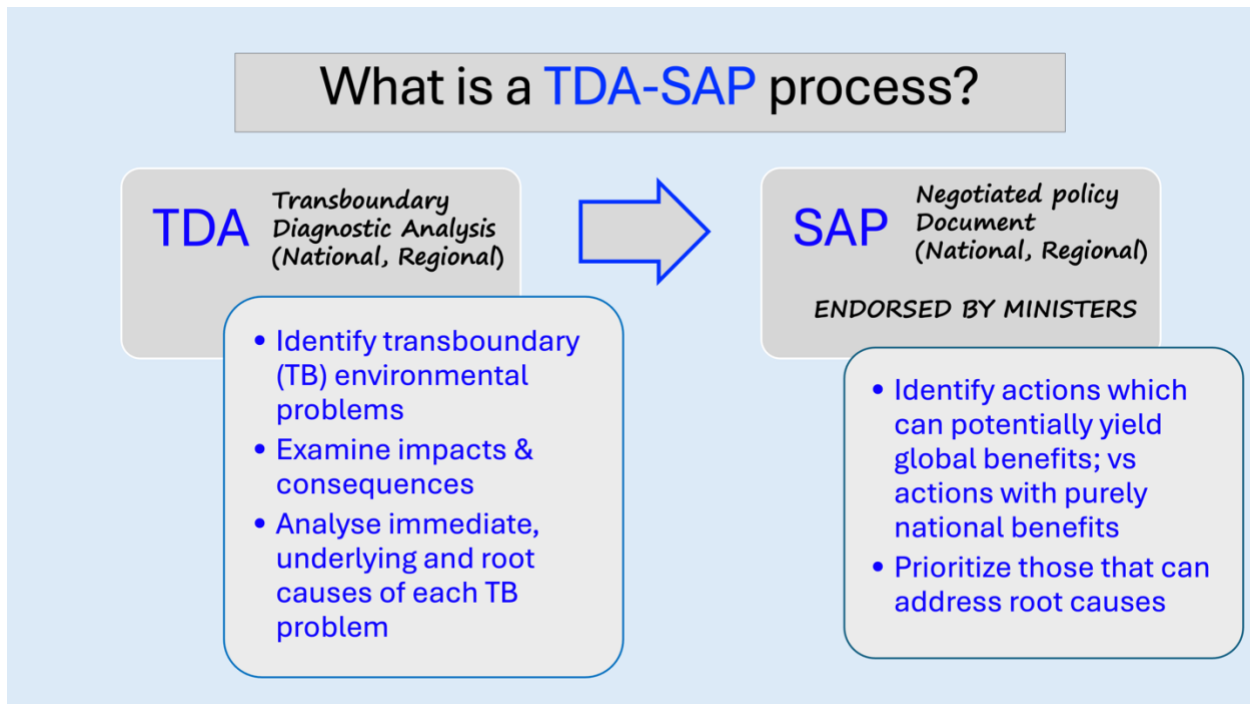 What is a TDA-SAP process?
TDA
Transboundary
Diagnostic Analysis
(National, Regional)
• Identify transboundary
(TB) environmental
problems
• Examine impacts &
consequences
• Analyse immediate,
underlying and root
causes of each TB
problem
SAP
Negotiated policy
Document
(National, Regional)
ENDORSED BY MINISTERS
• Identify actions which
can potentially yield
global benefits; vs
actions with purely
national benefits
• Prioritize those that can
address root causes